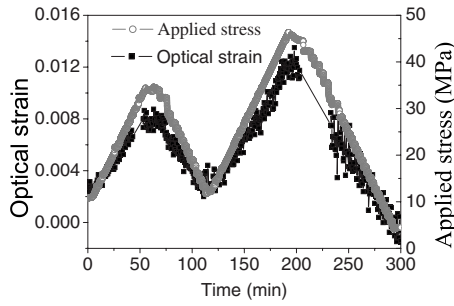 0.016
0.012
0.008
0.004
0.000
Optical strain
Applied stress
Optical strain
50
40
30
20
10
0
Applied stress (MPa)
0 50 100 150 200 250 300
Time (min)